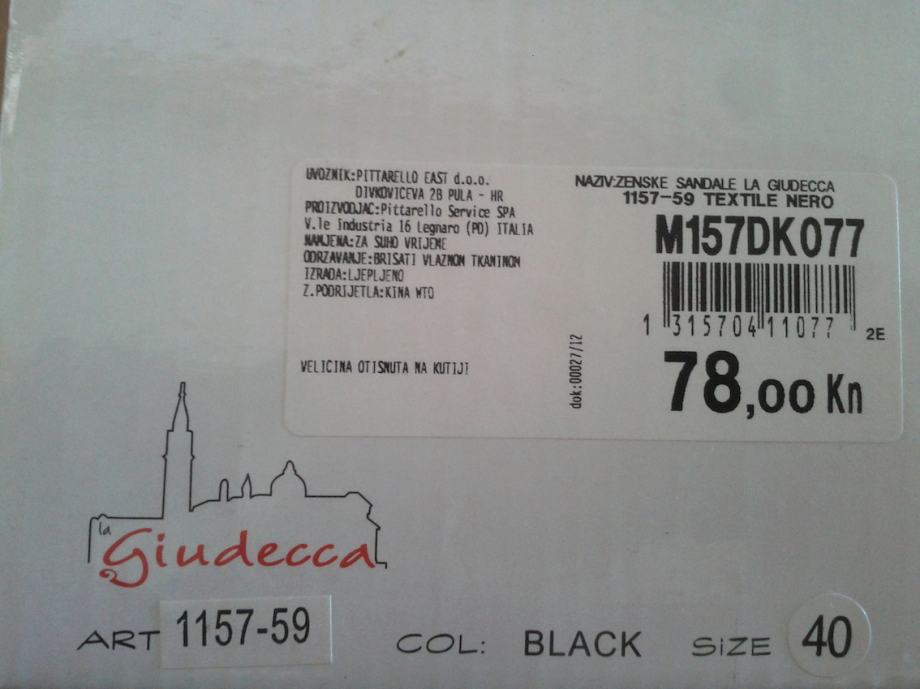 UVOZNIK:PITTARELLO EAST d.o.o.
DIVKOVICEVA 2B PULA - HR
PROIZVODJAC:Pittarello Service SPA
V.le Industria 16 Legnaro (PD) ITALIA
NAMJENA:ZA SUHO VRIJEME
ODRZAVANJE:BRISATI VLAZNOM TKANINOM
IZRADA:LJEPLJENO
Z.PODRIJETLA:KINA WTO
VELICINA OTISNUTA NA KUTIJI
dok:00027/12
NAZIV:ZENSKE SANDALE LA GIUDECCA
1157-59 TEXTILE NERO
M157DK077
1 315704 11077
2E
78,00 Kn
la
Giudecca
ART 1157-59 COL: BLACK SIZE 40